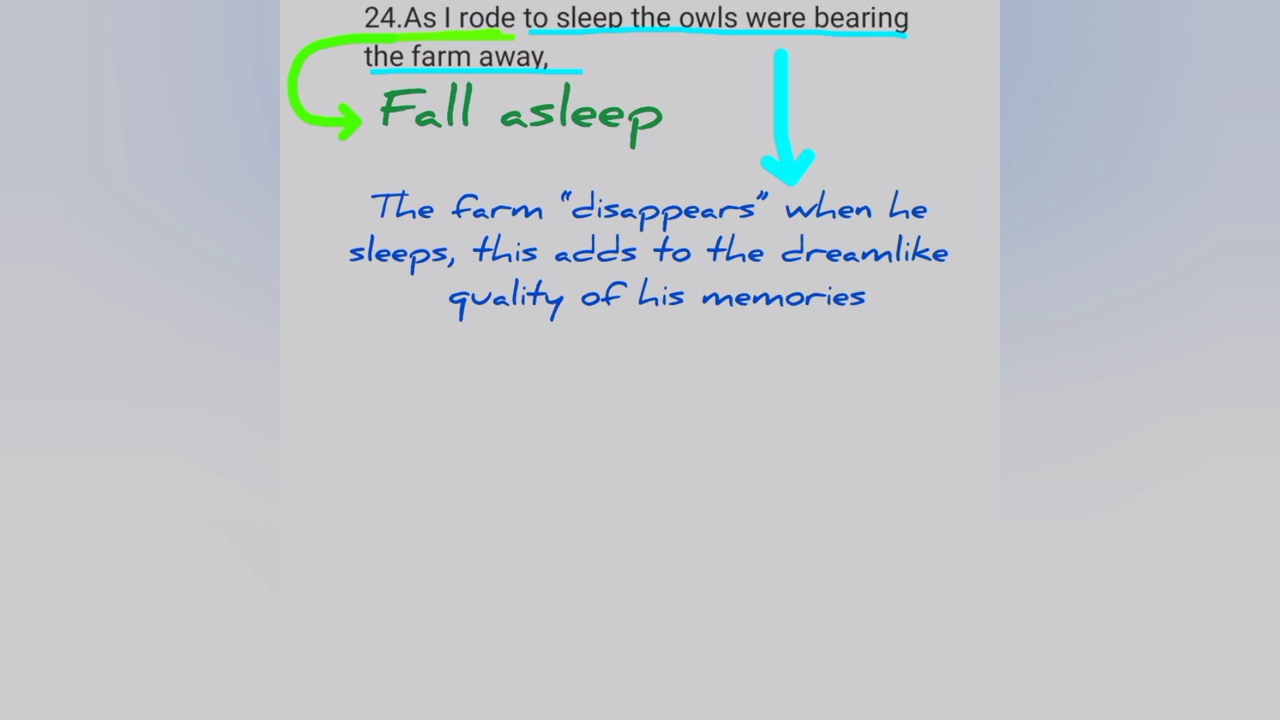 24.As I rode to sleep the owls were bearing
the farm away,
Fall asleep
The farm "disappears" when he
sleeps, this adds to the dreamlike
quality of his memories